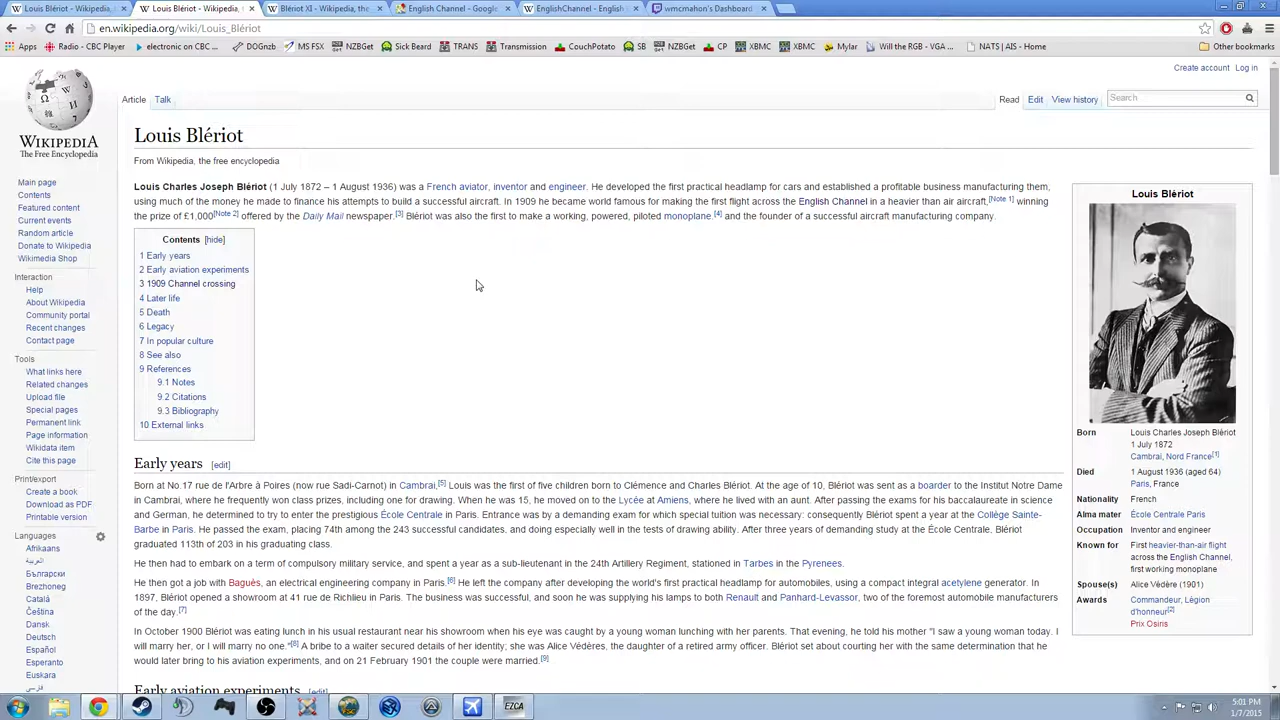 Louis Blériot - Wikipedia,
Louis Blériot - Wikipedia,
Blériot XI - Wikipedia, the
English Channel - Google
EnglishChannel - English
wmcmahon's Dashboard
en.wikipedia.org/wiki/Louis_Blériot
Apps
Radio - CBC Player
electronic on CBC ...
DOGnzb
MS FSX
NZBGet
Sick Beard
TRANS
Transmission
CouchPotato
SB
NZBGet
CP
XBMC
XBMC
Mylar
Will the RGB - VGA ...
NATS | AIS - Home
Other bookmarks
Create account
Log in
Article
Talk
Read
Edit
View history
Search
WIKIPEDIA
The Free Encyclopedia
Main page
Contents
Featured content
Current events
Random article
Donate to Wikipedia
Wikimedia Shop
Interaction
Help
About Wikipedia
Community portal
Recent changes
Contact page
Tools
What links here
Related changes
Upload file
Special pages
Permanent link
Page information
Wikidata item
Cite this page
Print/export
Create a book
Download as PDF
Printable version
Languages
Afrikaans
العربية
Български
Brezhoneg
Català
Čeština
Dansk
Deutsch
Español
Esperanto
Euskara
فارسی
Louis Blériot
From Wikipedia, the free encyclopedia
Louis Charles Joseph Blériot (1 July 1872 – 1 August 1936) was a French aviator, inventor and engineer. He developed the first practical headlamp for cars and established a profitable business manufacturing them,
using much of the money he made to finance his attempts to build a successful aircraft. In 1909 he became world famous for making the first flight across the English Channel in a heavier than air aircraft,[Note 1] winning
the prize of £1,000[Note 2] offered by the Daily Mail newspaper.[3] Blériot was also the first to make a working, powered, piloted monoplane.[4] and the founder of a successful aircraft manufacturing company.
Contents [hide]
1 Early years
2 Early aviation experiments
3 1909 Channel crossing
4 Later life
5 Death
6 Legacy
7 In popular culture
8 See also
9 References
9.1 Notes
9.2 Citations
9.3 Bibliography
10 External links
Early years [edit]
Born at No.17 rue de l'Arbre à Poires (now rue Sadi-Carnot) in Cambrai,[5] Louis was the first of five children born to Clémence and Charles Blériot. At the age of 10, Blériot was sent as a boarder to the Institut Notre Dame
in Cambrai, where he frequently won class prizes, including one for drawing. When he was 15, he moved on to the Lycée at Amiens, where he lived with an aunt. After passing the exams for his baccalaureate in science
and German, he determined to try to enter the prestigious École Centrale in Paris. Entrance was by a demanding exam for which special tuition was necessary: consequently Blériot spent a year at the Collège Sainte-
Barbe in Paris. He passed the exam, placing 74th among the 243 successful candidates, and doing especially well in the tests of drawing ability. After three years of demanding study at the École Centrale, Blériot
graduated 113th of 203 in his graduating class.
He then had to embark on a term of compulsory military service, and spent a year as a sub-lieutenant in the 24th Artillery Regiment, stationed in Tarbes in the Pyrenees.
He then got a job with Baguès, an electrical engineering company in Paris.[6] He left the company after developing the world's first practical headlamp for automobiles, using a compact integral acetylene generator. In
1897, Blériot opened a showroom at 41 rue de Richlieu in Paris. The business was successful, and soon he was supplying his lamps to both Renault and Panhard-Levassor, two of the foremost automobile manufacturers
of the day.[7]
In October 1900 Blériot was eating lunch in his usual restaurant near his showroom when his eye was caught by a young woman lunching with her parents. That evening, he told his mother "I saw a young woman today. I
will marry her, or I will marry no one."[8] A bribe to a waiter secured details of her identity; she was Alice Védères, the daughter of a retired army officer. Blériot set about courting her with the same determination that he
would later bring to his aviation experiments, and on 21 February 1901 the couple were married.[9]
Early aviation experiments [edit]
Louis Blériot
Born Louis Charles Joseph Blériot
1 July 1872
Cambrai, Nord France[1]
Died 1 August 1936 (aged 64)
Paris, France
Nationality French
Alma mater École Centrale Paris
Occupation Inventor and engineer
Known for First heavier-than-air flight
across the English Channel,
first working monoplane
Spouse(s) Alice Védère (1901)
Awards Commandeur, Légion
d'honneur[2]
Prix Osiris
EZCA
5:01 PM
1/7/2015